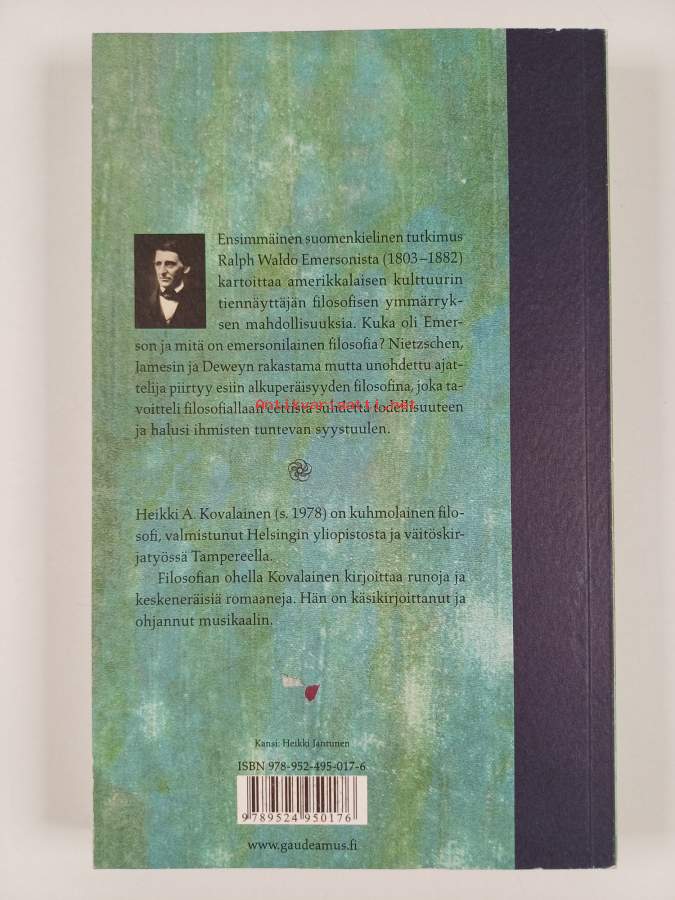 Ensimmäinen suomenkielinen tutkimus
Ralph Waldo Emersonista (1803–1882)
kartoittaa amerikkalaisen kulttuurin
tiennäyttäjän filosofisen ymmärryk-
sen mahdollisuuksia. Kuka oli Emer-
son ja mitä on emersonilainen filosofia? Nietzschen,
Jamesin ja Deweyn rakastama mutta unohdettu ajat-
telija piirtyy esiin alkuperäisyyden filosofina, joka ta-
Antikvariaatti.net
voitteli filosofiallaan eettistä suhdetta todellisuuteen
ja halusi ihmisten tuntevan syystuulen.
Heikki A. Kovalainen (s. 1978) on kuhmolainen filo-
sofi, valmistunut Helsingin yliopistosta ja väitöskir-
jatyössä Tampereella.
Filosofian ohella Kovalainen kirjoittaa runoja ja
keskeneräisiä romaaneja. Hän on käsikirjoittanut ja
ohjannut musikaalin.
Kansi: Heikki Jantunen
ISBN 978-952-495-017-6
9789524950176
www.gaudeamus.fi